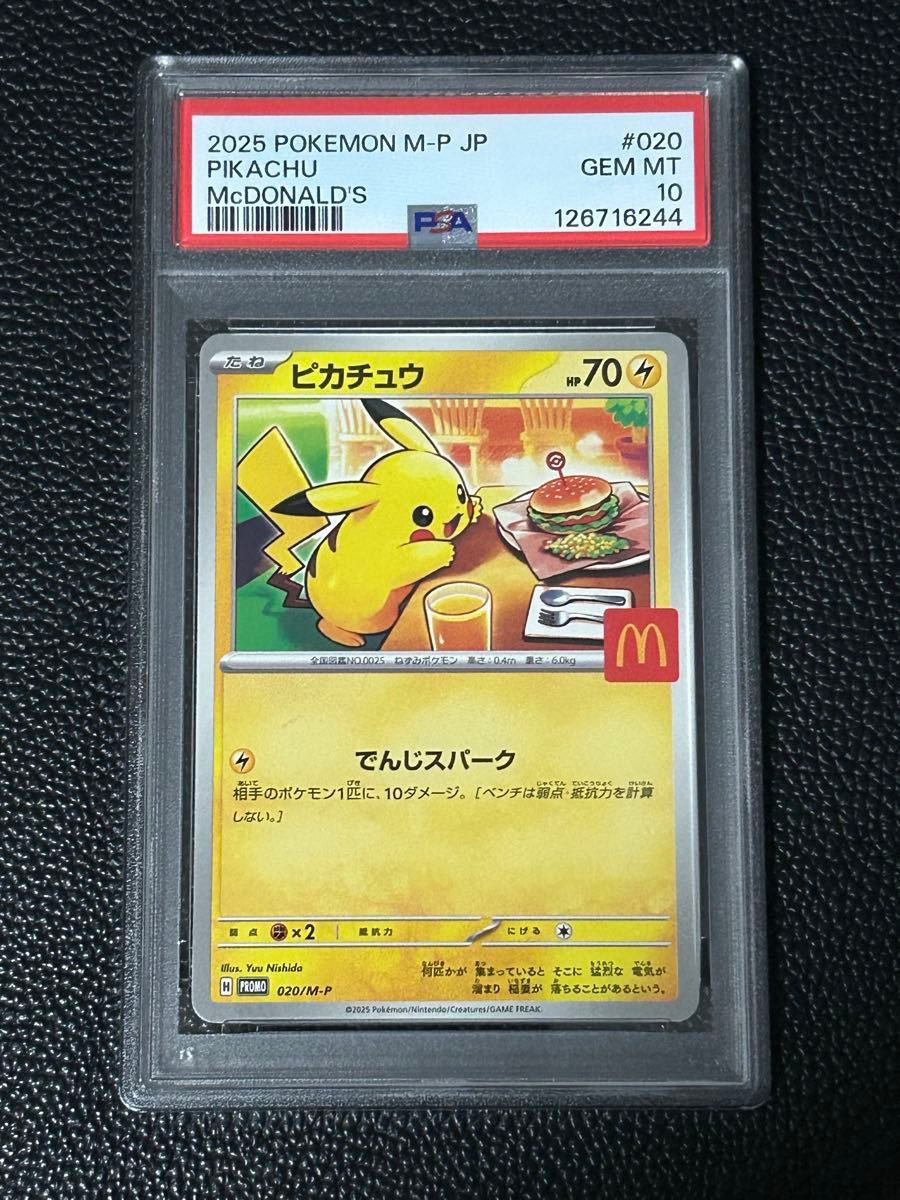 2025 POKEMON M-P JP #020
PIKACHU GEM MT
McDONALD'S 10
PSA 126716244
たね ピカチュウ HP 70
M
全国図鑑NO.0025 ねずみポケモン 高さ:0.4m 重さ:6.0kg
でんじスパーク
相手のポケモン1匹に、10ダメージ。[ベンチは弱点・抵抗力を計算
しない。]
弱点 ×2 抵抗力 にげる
Illus. Yuu Nishida
何匹かが 集まっていると そこに 猛烈な 電気が
溜まり 稲妻が 落ちることがあるという。
H PROMO 020/M-P
©2025 Pokémon/Nintendo/Creatures/GAME FREAK.